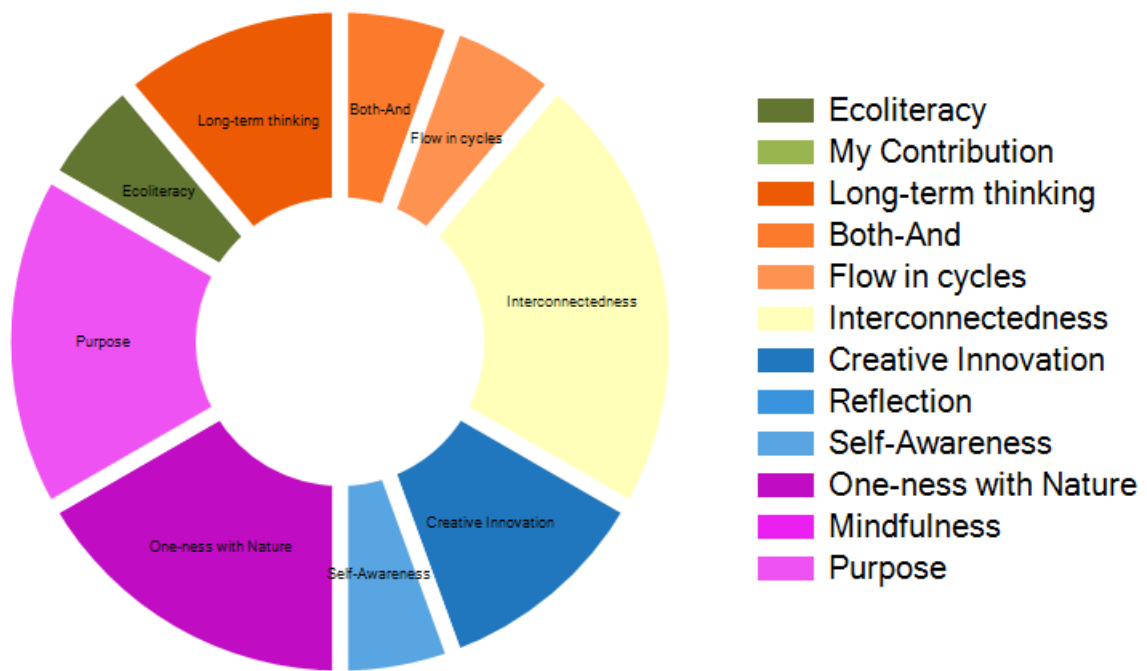 Long-term thinking
Both-And
Flow in cycles
Ecoliteracy
Interconnectedness
Purpose
Creative Innovation
One-ness with Nature
Self-Awareness
Ecoliteracy
My Contribution
Long-term thinking
Both-And
Flow in cycles
Interconnectedness
Creative Innovation
Reflection
Self-Awareness
One-ness with Nature
Mindfulness
Purpose